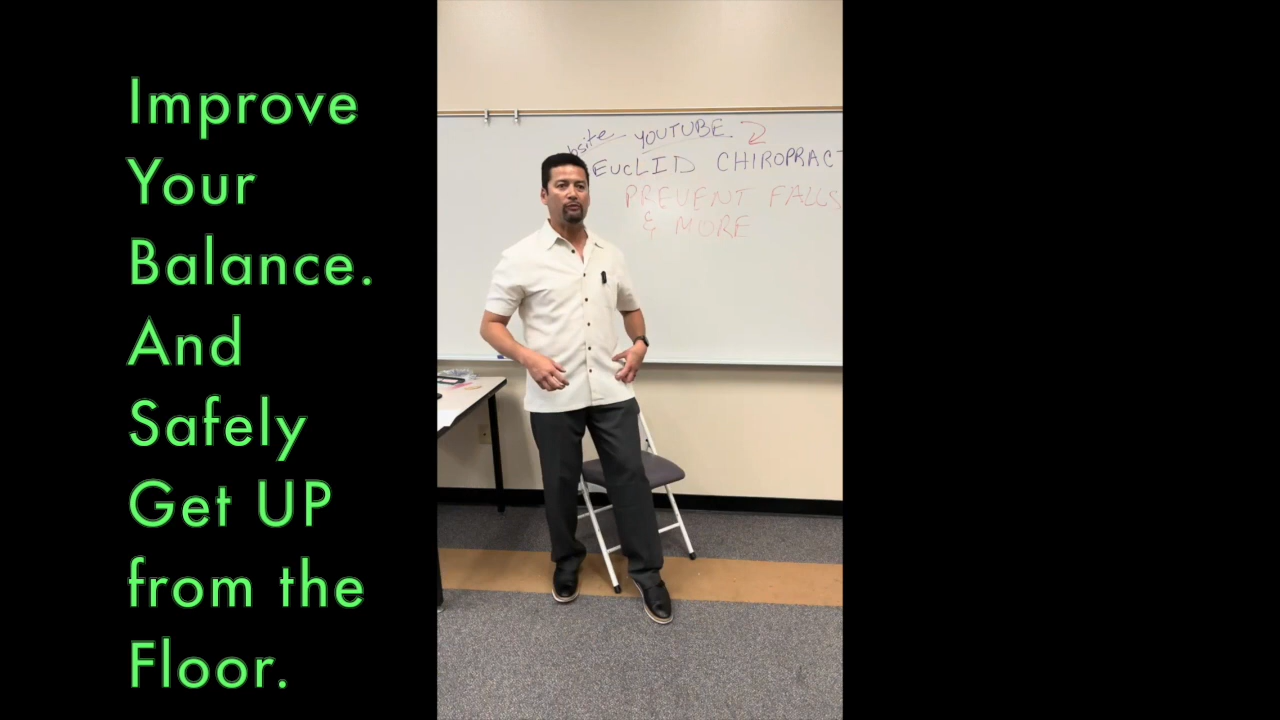 Improve
Your
Balance.
And
Safely
Get UP
from the
Floor.
YOUTUBE
EUCLID CHIROPRACT
PREVENT FALLS
& MORE